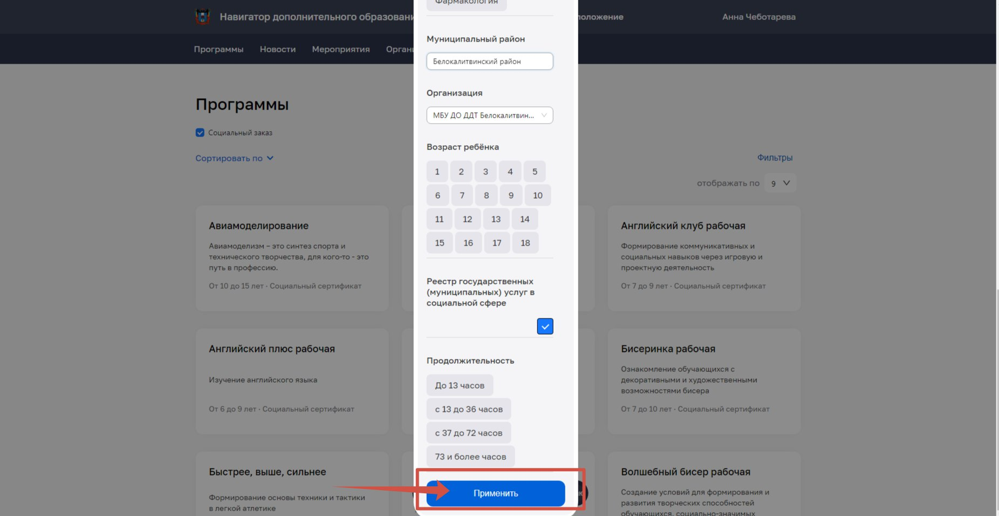 Навигатор дополнительного образовани
положение
Анна Чеботарева
Программы
Новости
Мероприятия
Органи
Программы
Социальный заказ
Сортировать по
Фильтры
отображать по
9
Авиамоделирование
Авиамоделизм – это синтез спорта и
технического творчества, для кого-то - это
путь в профессию.
От 10 до 15 лет · Социальный сертификат
Английский клуб рабочая
Формирование коммуникативных и
социальных навыков через игровую и
проектную деятельность
От 7 до 9 лет · Социальный сертификат
Английский плюс рабочая
Изучение английского языка
От 6 до 9 лет · Социальный сертификат
Бисеринка рабочая
Ознакомление обучающихся с
декоративными и художественными
возможностями бисера
От 7 до 10 лет · Социальный сертификат
Быстрее, выше, сильнее
Формирование основы техники и тактики
в легкой атлетике
Волшебный бисер рабочая
Создание условий для формирования и
развития творческих способностей
обучающихся, социально-значимых
Фармакология
Муниципальный район
Белокалитвинский район
Организация
МБУ ДО ДДТ Белокалитвин...
Возраст ребёнка
1 2 3 4 5
6 7 8 9 10
11 12 13 14
15 16 17 18
Реестр государственных
(муниципальных) услуг в
социальной сфере
Продолжительность
До 13 часов
с 13 до 36 часов
с 37 до 72 часов
73 и более часов
Применить